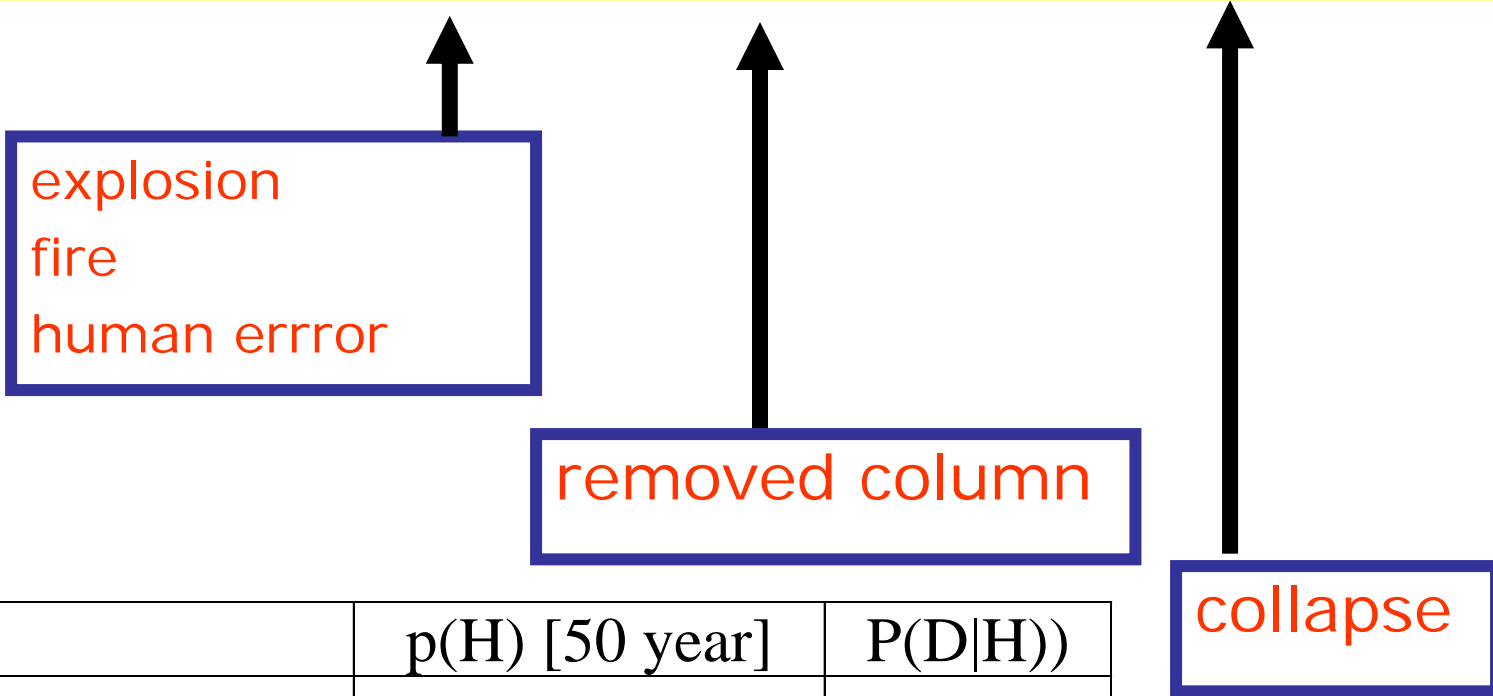 explosion
fire
human errror
removed column
collapse
p(H) [50 year] P(D|H))